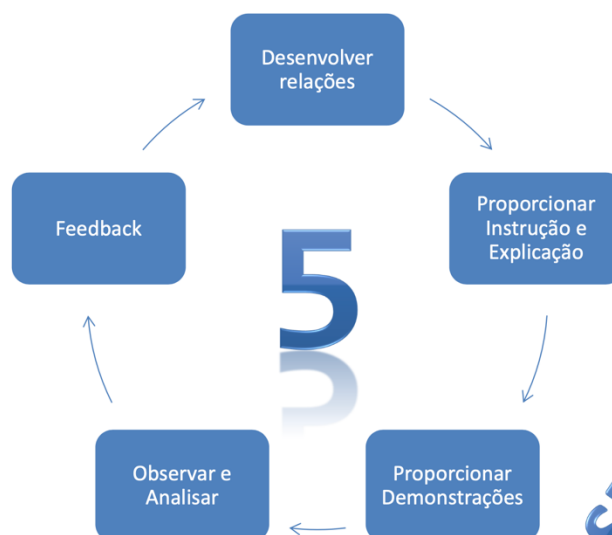 Desenvolver
relações
Proporcionar
Instrução e
Explicação
Proporcionar
Demonstrações
Observar e
Analisar
Feedback
5